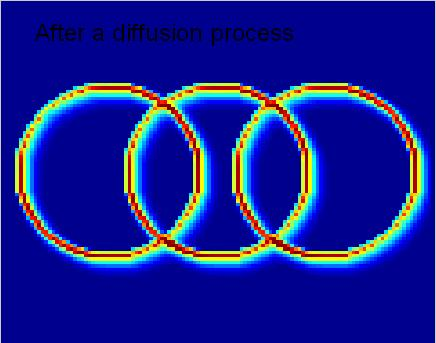 After a diffusion process